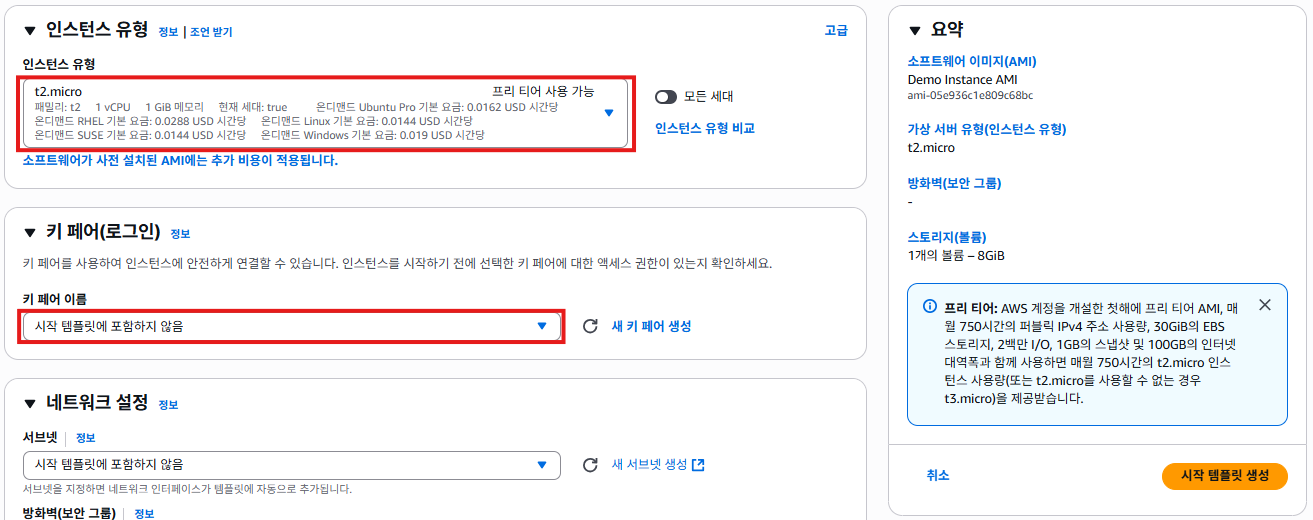 ▼ 인스턴스 유형 정보 | 조언 받기
고급
인스턴스 유형
t2.micro
프리 티어 사용 가능
패밀리: t2 1 vCPU 1 GiB 메모리 현재 세대: true 온디맨드 Ubuntu Pro 기본 요금: 0.0162 USD 시간당
온디맨드 RHEL 기본 요금: 0.0288 USD 시간당 온디맨드 Linux 기본 요금: 0.0144 USD 시간당
온디맨드 SUSE 기본 요금: 0.0144 USD 시간당 온디맨드 Windows 기본 요금: 0.019 USD 시간당
모든 세대
인스턴스 유형 비교
소프트웨어가 사전 설치된 AMI에는 추가 비용이 적용됩니다.
▼ 키 페어(로그인) 정보
키 페어를 사용하여 인스턴스에 안전하게 연결할 수 있습니다. 인스턴스를 시작하기 전에 선택한 키 페어에 대한 액세스 권한이 있는지 확인하세요.
키 페어 이름
시작 템플릿에 포함하지 않음
새 키 페어 생성
▼ 네트워크 설정 정보
서브넷 | 정보
시작 템플릿에 포함하지 않음
새 서브넷 생성
서브넷을 지정하면 네트워크 인터페이스가 템플릿에 자동으로 추가됩니다.
방화벽(보안 그룹) | 정보
▼ 요약
소프트웨어 이미지(AMI)
Demo Instance AMI
ami-05e936c1e809c68bc
가상 서버 유형(인스턴스 유형)
t2.micro
방화벽(보안 그룹)
-
스토리지(볼륨)
1개의 볼륨 – 8GiB
프리 티어: AWS 계정을 개설한 첫해에 프리 티어 AMI, 매
월 750시간의 퍼블릭 IPv4 주소 사용량, 30GiB의 EBS
스토리지, 2백만 I/O, 1GB의 스냅샷 및 100GB의 인터넷
대역폭과 함께 사용하면 매월 750시간의 t2.micro 인스
턴스 사용량(또는 t2.micro를 사용할 수 없는 경우
t3.micro)을 제공받습니다.
취소
시작 템플릿 생성